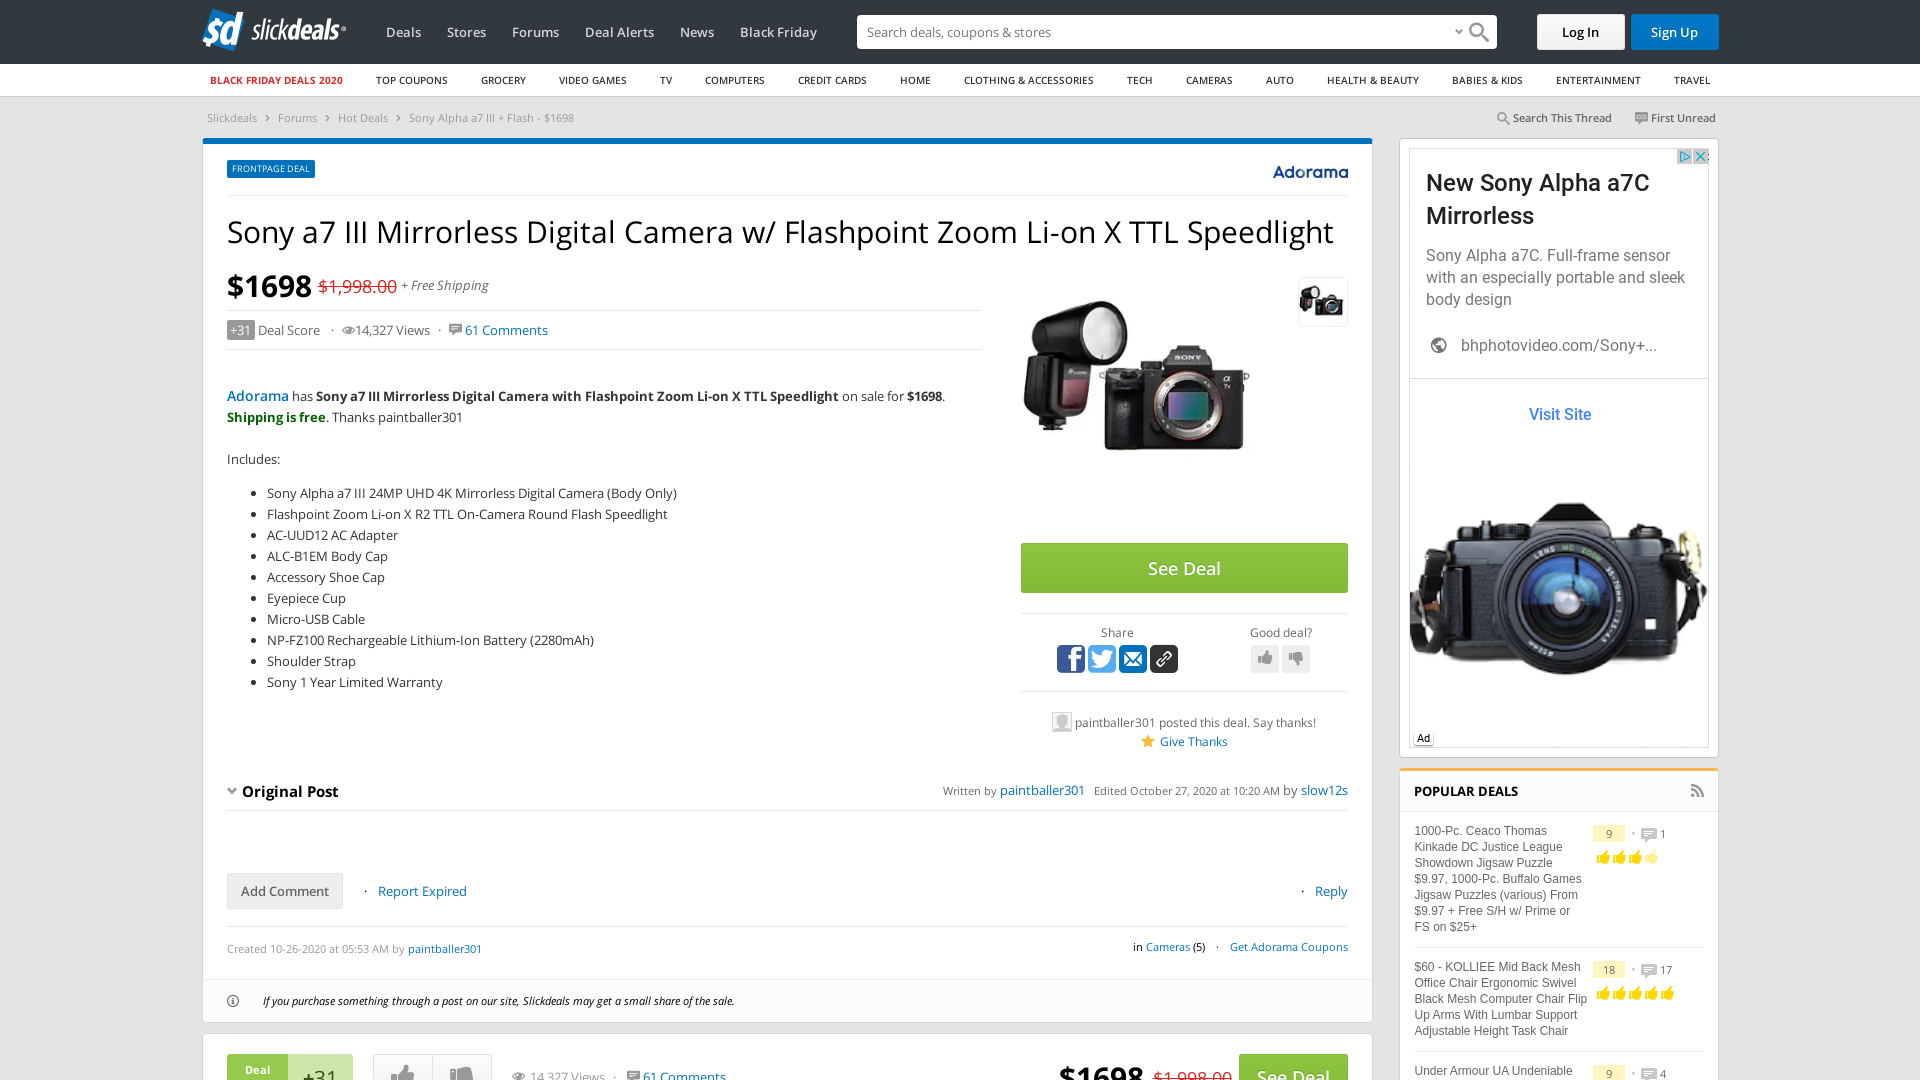 sd slickdeals
Deals Stores Forums Deal Alerts News Black Friday
Search deals, coupons & shops
Log In
Sign Up
BLACK FRIDAY DEALS 2020 TOP COUPONS GROCERY VIDEO GAMES TV COMPUTERS CREDIT CARDS HOME CLOTHING & ACCESSORIES TECH CAMERAS AUTO HEALTH & BEAUTY BABIES & KIDS ENTERTAINMENT TRAVEL
Slickdeals > Forums > Hot Deals > Sony Alpha a7 III + Flash - $1698
Search This Thread First Unread
FRONTPAGE DEAL
Adorama
Sony a7 III Mirrorless Digital Camera w/ Flashpoint Zoom Li-on X TTL Speedlight
$1698 $1,998.00 + Free Shipping
+31 Deal Score · 14,327 Views · 61 Comments
Adorama has Sony a7 III Mirrorless Digital Camera with Flashpoint Zoom Li-on X TTL Speedlight on sale for $1698.
Shipping is free. Thanks paintballer301
Includes:
• Sony Alpha a7 III 24MP UHD 4K Mirrorless Digital Camera (Body Only)
• Flashpoint Zoom Li-on X R2 TTL On-Camera Round Flash Speedlight
• AC-UUD12 AC Adapter
• ALC-B1EM Body Cap
• Accessory Shoe Cap
• Eyepiece Cup
• Micro-USB Cable
• NP-FZ100 Rechargeable Lithium-Ion Battery (2280mAh)
• Shoulder Strap
• Sony 1 Year Limited Warranty
SONY
See Deal
Share
Good deal?
paintballer301 posted this deal. Say thanks!
Give Thanks
Original Post
Written by paintballer301 Edited October 27, 2020 at 10:20 AM by slow12s
Add Comment · Report Expired
· Reply
Created 10-26-2020 at 05:53 AM by paintballer301
in Cameras (5) · Get Adorama Coupons
If you purchase something through a post on our site, Slickdeals may get a small share of the sale.
Deal
+31
14,327 Views · 61 Comments
$1698 $1,998.00
See Deal
New Sony Alpha a7C
Mirrorless
Sony Alpha a7C. Full-frame sensor
with an especially portable and sleek
body design
bhphotovideo.com/Sony+...
Visit Site
Ad
POPULAR DEALS
1000-Pc. Ceaco Thomas
Kinkade DC Justice League
Showdown Jigsaw Puzzle
$9.97, 1000-Pc. Buffalo Games
Jigsaw Puzzles (various) From
$9.97 + Free S/H w/ Prime or
FS on $25+
9 • 1
$60 - KOLLIEE Mid Back Mesh
Office Chair Ergonomic Swivel
Black Mesh Computer Chair Flip
Up Arms With Lumbar Support
Adjustable Height Task Chair
18 • 17
Under Armour UA Undeniable
9 • 4